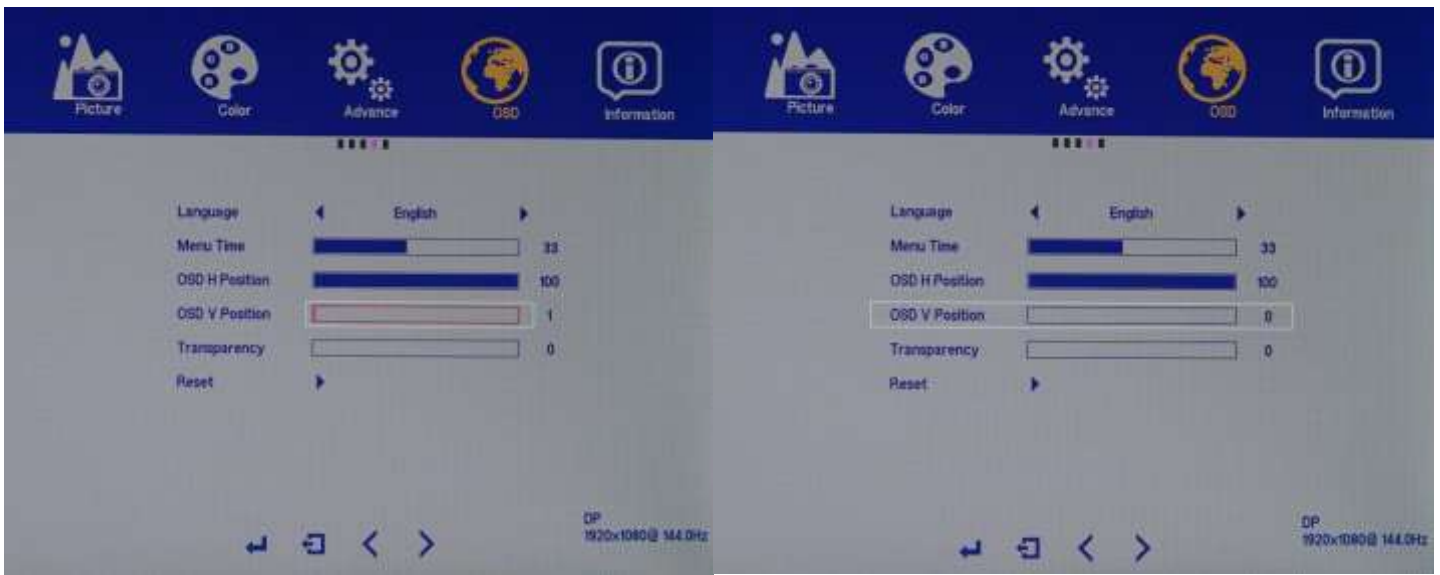 Picture Color Advance OSD Information
Language English
Menu Time 33
OSD H Position 100
OSD V Position 1
Transparency 0
Reset
DP
1920x1080@ 144.0Hz
Picture Color Advance OSD Information
Language English
Menu Time 33
OSD H Position 100
OSD V Position 0
Transparency 0
Reset
DP
1920x1080@ 144.0Hz